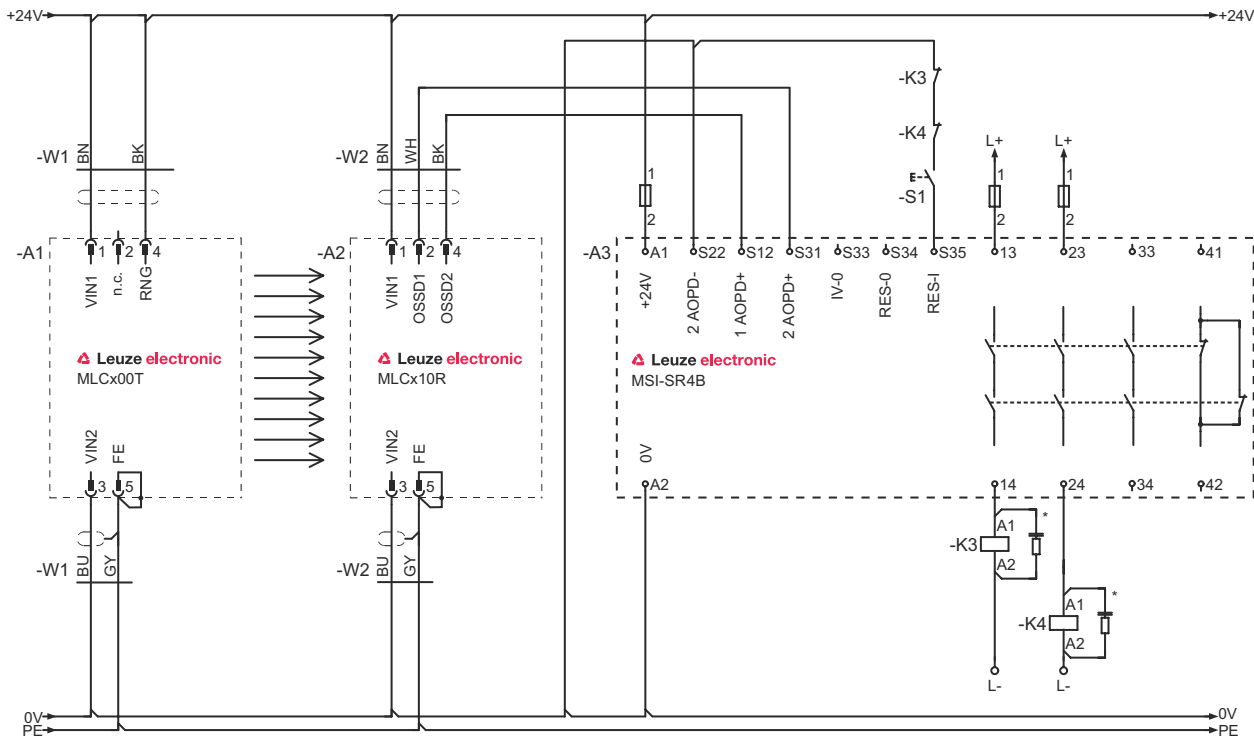 +24V +24V
-K3
-W1 BN BK -W2 BN WH BK -K4 L+ L+
1 E -S1 1 1
2 2 2
-A1 1 2 4 -A2 1 2 4 -A3 A1 S22 S12 S31 S33 S34 S35 13 23 33 41
VIN1 n.c. RNG VIN1 OSSD1 OSSD2 +24V 2 AOPD- 1 AOPD+ 2 AOPD+ IV-0 RES-0 RES-I
Leuze electronic Leuze electronic Leuze electronic
MLCx00T MLCx10R MSI-SR4B
VIN2 FE VIN2 FE 0V
3 5 3 5 A2 14 24 34 42
-W1 BU GY -W2 BU GY -K3 A1 *
A2
-K4 A1 *
A2
L- L-
0V 0V
PE PE